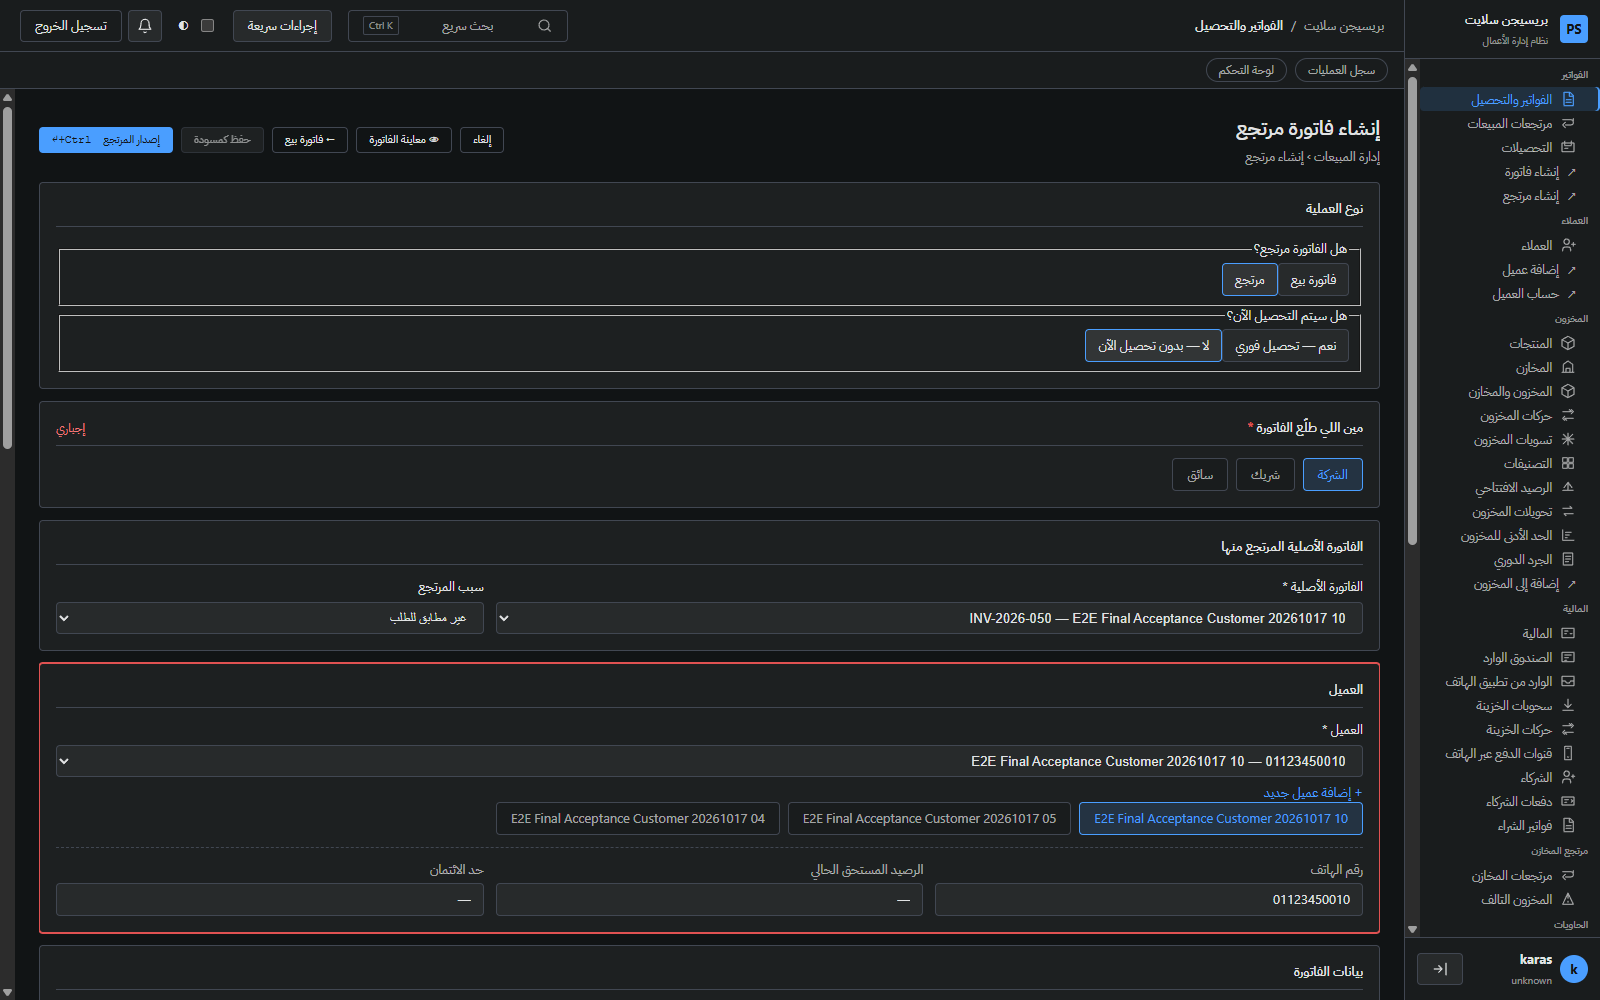 PS
بريسيجن سلايت
نظام إدارة الأعمال
بريسيجن سلايت / الفواتير والتحصيل
بحث سريع
Ctrl K
إجراءات سريعة
تسجيل الخروج
سجل العمليات
لوحة التحكم
الفواتير
الفواتير والتحصيل
مرتجعات المبيعات
التحصيلات
إنشاء فاتورة
إنشاء مرتجع
العملاء
العملاء
إضافة عميل
حساب العميل
المخزون
المنتجات
المخازن
المخزون والمخازن
حركات المخزون
تسويات المخزون
التصنيفات
الرصيد الافتتاحي
تحويلات المخزون
الحد الأدنى للمخزون
الجرد الدوري
إضافة إلى المخزون
المالية
المالية
الصندوق الوارد
الوارد من تطبيق الهاتف
سحوبات الخزينة
حركات الخزينة
قنوات الدفع عبر الهاتف
الشركاء
دفعات الشركاء
فواتير الشراء
مرتجع المخازن
مرتجعات المخازن
المخزون التالف
الحاويات
karas
unknown
k
إنشاء فاتورة مرتجع
إدارة المبيعات › إنشاء مرتجع
إلغاء
معاينة الفاتورة
← فاتورة بيع
حفظ كمسودة
إصدار المرتجع Ctrl+↵
نوع العملية
هل الفاتورة مرتجع؟
فاتورة بيع
مرتجع
هل سيتم التحصيل الآن؟
نعم — تحصيل فوري
لا — بدون تحصيل الآن
مين اللي طلّع الفاتورة *
إجباري
الشركة
شريك
سائق
الفاتورة الأصلية المرتجع منها
الفاتورة الأصلية *
INV-2026-050 — E2E Final Acceptance Customer 20261017 10
سبب المرتجع
غير مطابق للطلب
العميل
العميل *
E2E Final Acceptance Customer 20261017 10 — 01123450010
+ إضافة عميل جديد
E2E Final Acceptance Customer 20261017 10
E2E Final Acceptance Customer 20261017 05
E2E Final Acceptance Customer 20261017 04
رقم الهاتف
01123450010
الرصيد المستحق الحالي
—
حد الائتمان
—
بيانات الفاتورة